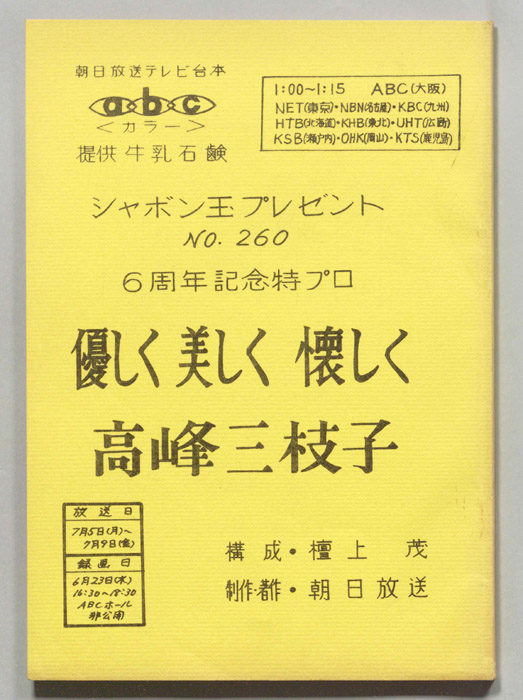 朝日放送テレビ台本
abc
<カラー>
提供 牛乳石鹸
1:00~1:15 ABC(大阪)
NET(東京)・NBN(名古屋)・KBC(九州)
HTB(北海道)・KHB(東北)・UHT(広島)
KSB(瀬戸内)・OHK(岡山)・KTS(鹿児島)
シャボン玉プレゼント
NO. 260
6周年記念特プロ
優しく 美しく 懐しく
高峰三枝子
放送日
7月5日(月)~
7月9日(金)
録画日
6月23日(水)
16:30~18:30
ABCホール
非公開
構成・檀上 茂
制作・著作・朝日放送